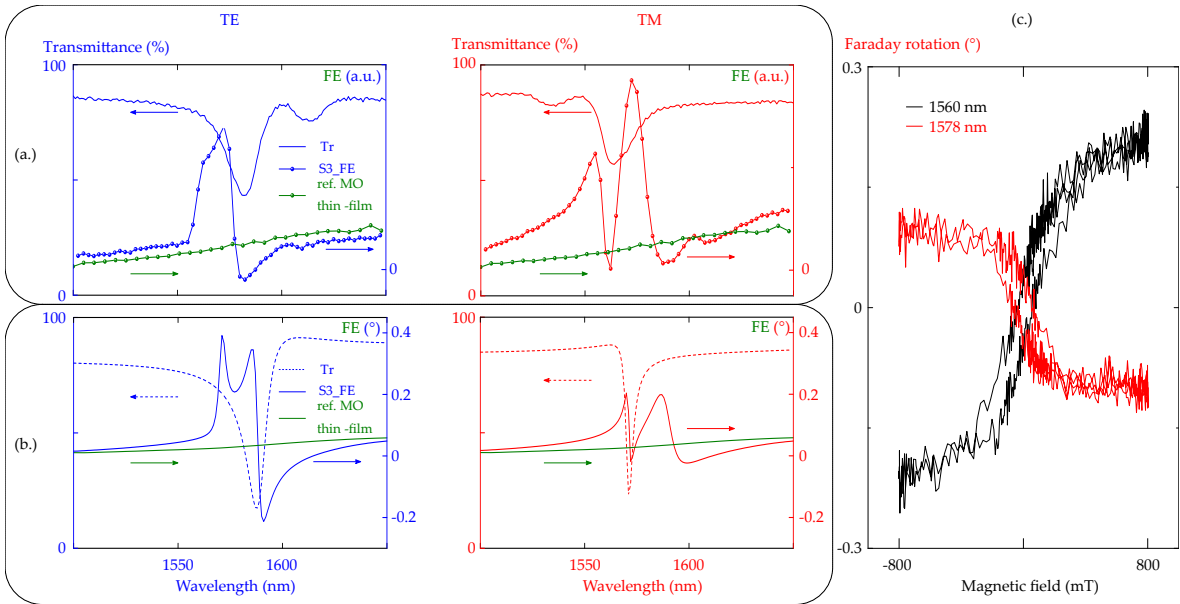 TE
TM
(c.)
Transmittance (%)
Transmittance (%)
Faraday rotation (°)
100
FE (a.u.)
100
FE (a.u.)
0.3
1560 nm
1578 nm
(a.)
Tr
S3_FE
ref. MO
thin -film
0
0
0
0
0
100
FE (°)
0.4
100
FE (°)
0.4
Tr
S3_FE
0.2
0.2
ref. MO
thin -film
(b.)
0
0
-0.2
-0.2
0
0
-0.3
1550
1600
1550
1600
-800
800
Wavelength (nm)
Wavelength (nm)
Magnetic field (mT)